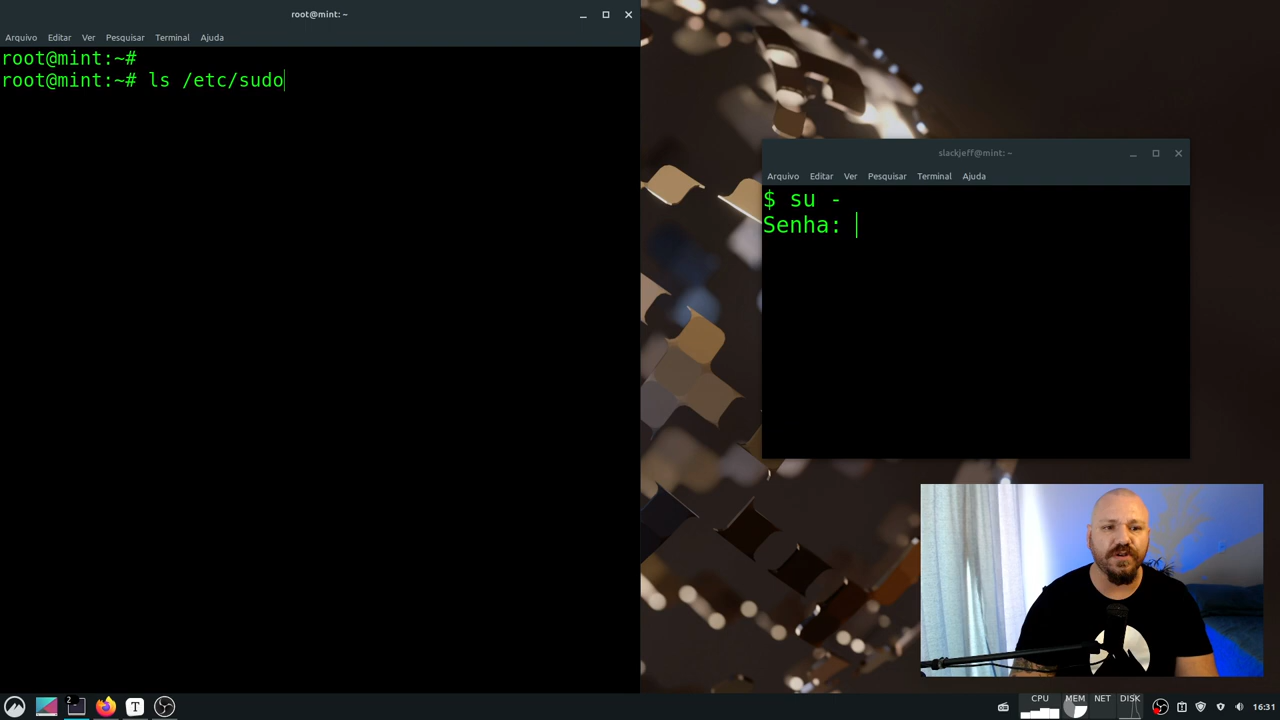 root@mint: ~
Arquivo Editar Ver Pesquisar Terminal Ajuda
root@mint:~#
root@mint:~# ls /etc/sudo
slackjeff@mint: ~
Arquivo Editar Ver Pesquisar Terminal Ajuda
$ su -
Senha:
2
T
CPU MEM NET DISK
16:31